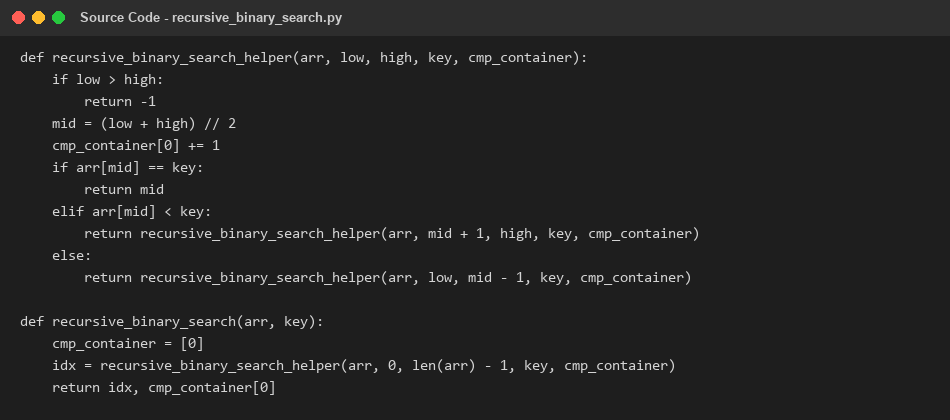 Source Code - recursive_binary_search.py
def recursive_binary_search_helper(arr, low, high, key, cmp_container):
    if low > high:
        return -1
    mid = (low + high) // 2
    cmp_container[0] += 1
    if arr[mid] == key:
        return mid
    elif arr[mid] < key:
        return recursive_binary_search_helper(arr, mid + 1, high, key, cmp_container)
    else:
        return recursive_binary_search_helper(arr, low, mid - 1, key, cmp_container)

def recursive_binary_search(arr, key):
    cmp_container = [0]
    idx = recursive_binary_search_helper(arr, 0, len(arr) - 1, key, cmp_container)
    return idx, cmp_container[0]